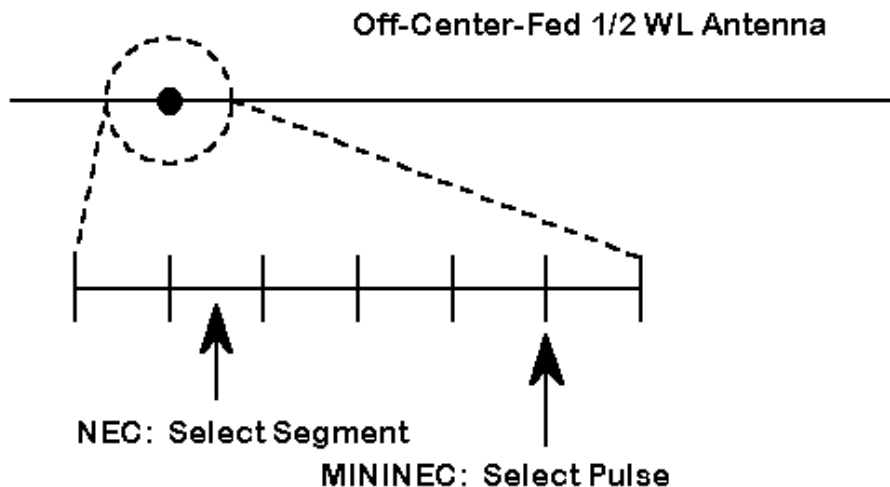 Off-Center-Fed 1/2 WL Antenna
NEC: Select Segment
MININEC: Select Pulse